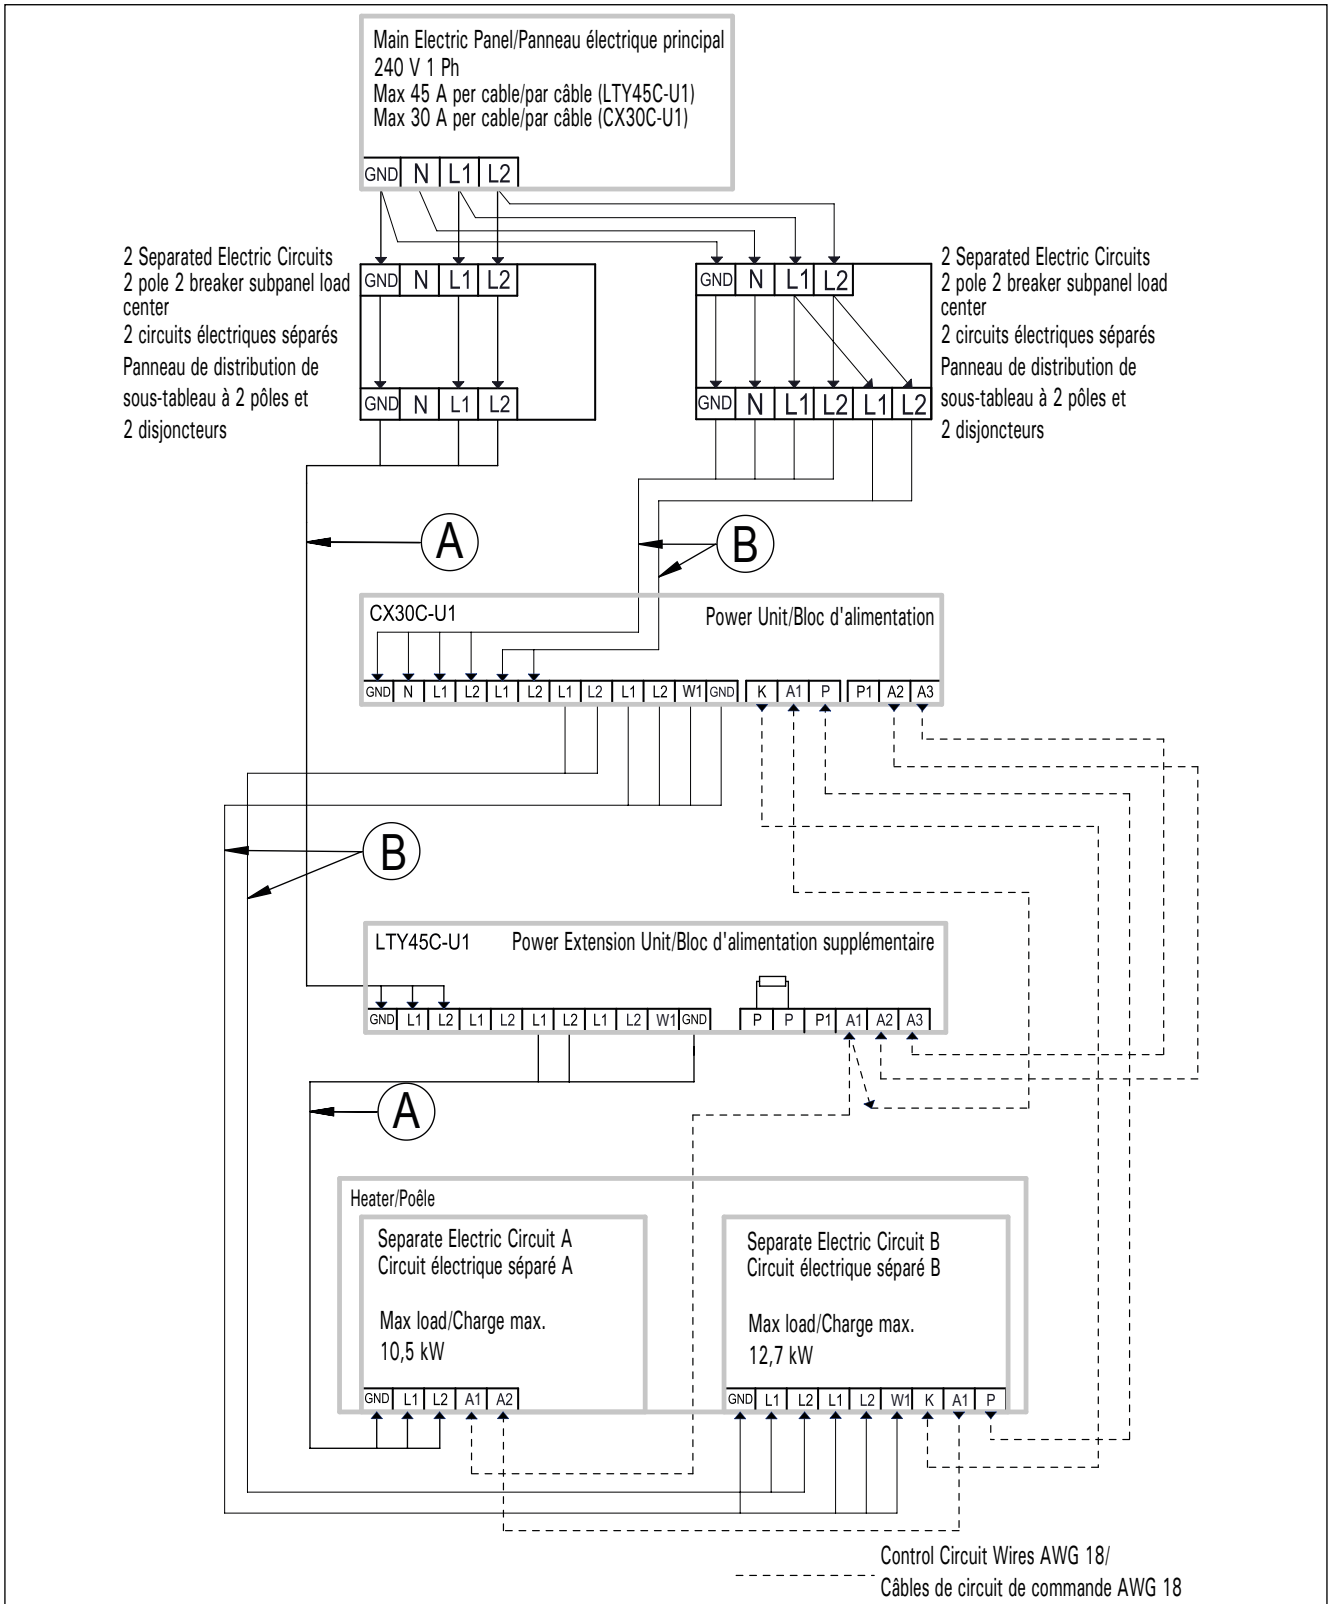 Main Electric Panel/Panneau électrique principal
240 V 1 Ph
Max 45 A per cable/par câble (LTY45C-U1)
Max 30 A per cable/par câble (CX30C-U1)
GND N L1 L2
2 Separated Electric Circuits
2 pole 2 breaker subpanel load
center
2 circuits électriques séparés
Panneau de distribution de
sous-tableau à 2 pôles et
2 disjoncteurs
GND N L1 L2
GND N L1 L2
GND N L1 L2
GND N L1 L2 L1 L2
2 Separated Electric Circuits
2 pole 2 breaker subpanel load
center
2 circuits électriques séparés
Panneau de distribution de
sous-tableau à 2 pôles et
2 disjoncteurs
A
B
CX30C-U1 Power Unit/Bloc d'alimentation
GND N L1 L2 L1 L2 L1 L2 L1 L2 W1 GND K A1 P P1 A2 A3
B
LTY45C-U1 Power Extension Unit/Bloc d'alimentation supplémentaire
GND L1 L2 L1 L2 L1 L2 L1 L2 W1 GND P P P1 A1 A2 A3
A
Heater/Poêle
Separate Electric Circuit A
Circuit électrique séparé A
Max load/Charge max.
10,5 kW
GND L1 L2 A1 A2
Separate Electric Circuit B
Circuit électrique séparé B
Max load/Charge max.
12,7 kW
GND L1 L2 L1 L2 W1 K A1 P
Control Circuit Wires AWG 18/
Câbles de circuit de commande AWG 18